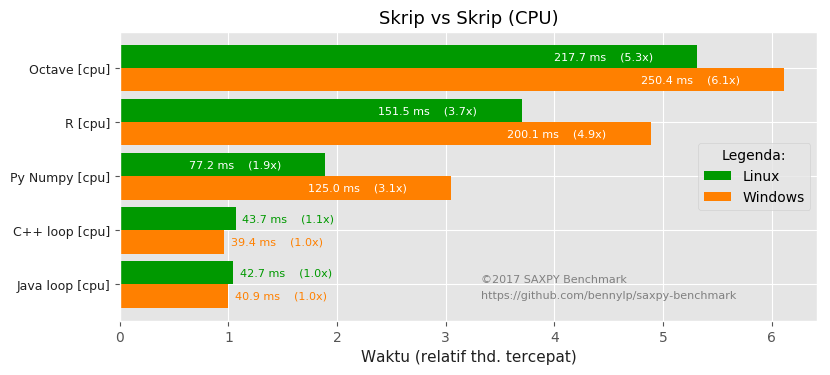 Skrip vs Skrip (CPU)
Octave [cpu]
217.7 ms (5.3x)
250.4 ms (6.1x)
R [cpu]
151.5 ms (3.7x)
200.1 ms (4.9x)
Py Numpy [cpu]
77.2 ms (1.9x)
125.0 ms (3.1x)
C++ loop [cpu]
43.7 ms (1.1x)
39.4 ms (1.0x)
Java loop [cpu]
42.7 ms (1.0x)
40.9 ms (1.0x)
Legenda:
Linux
Windows
©2017 SAXPY Benchmark
https://github.com/bennylp/saxpy-benchmark
0 1 2 3 4 5 6
Waktu (relatif thd. tercepat)